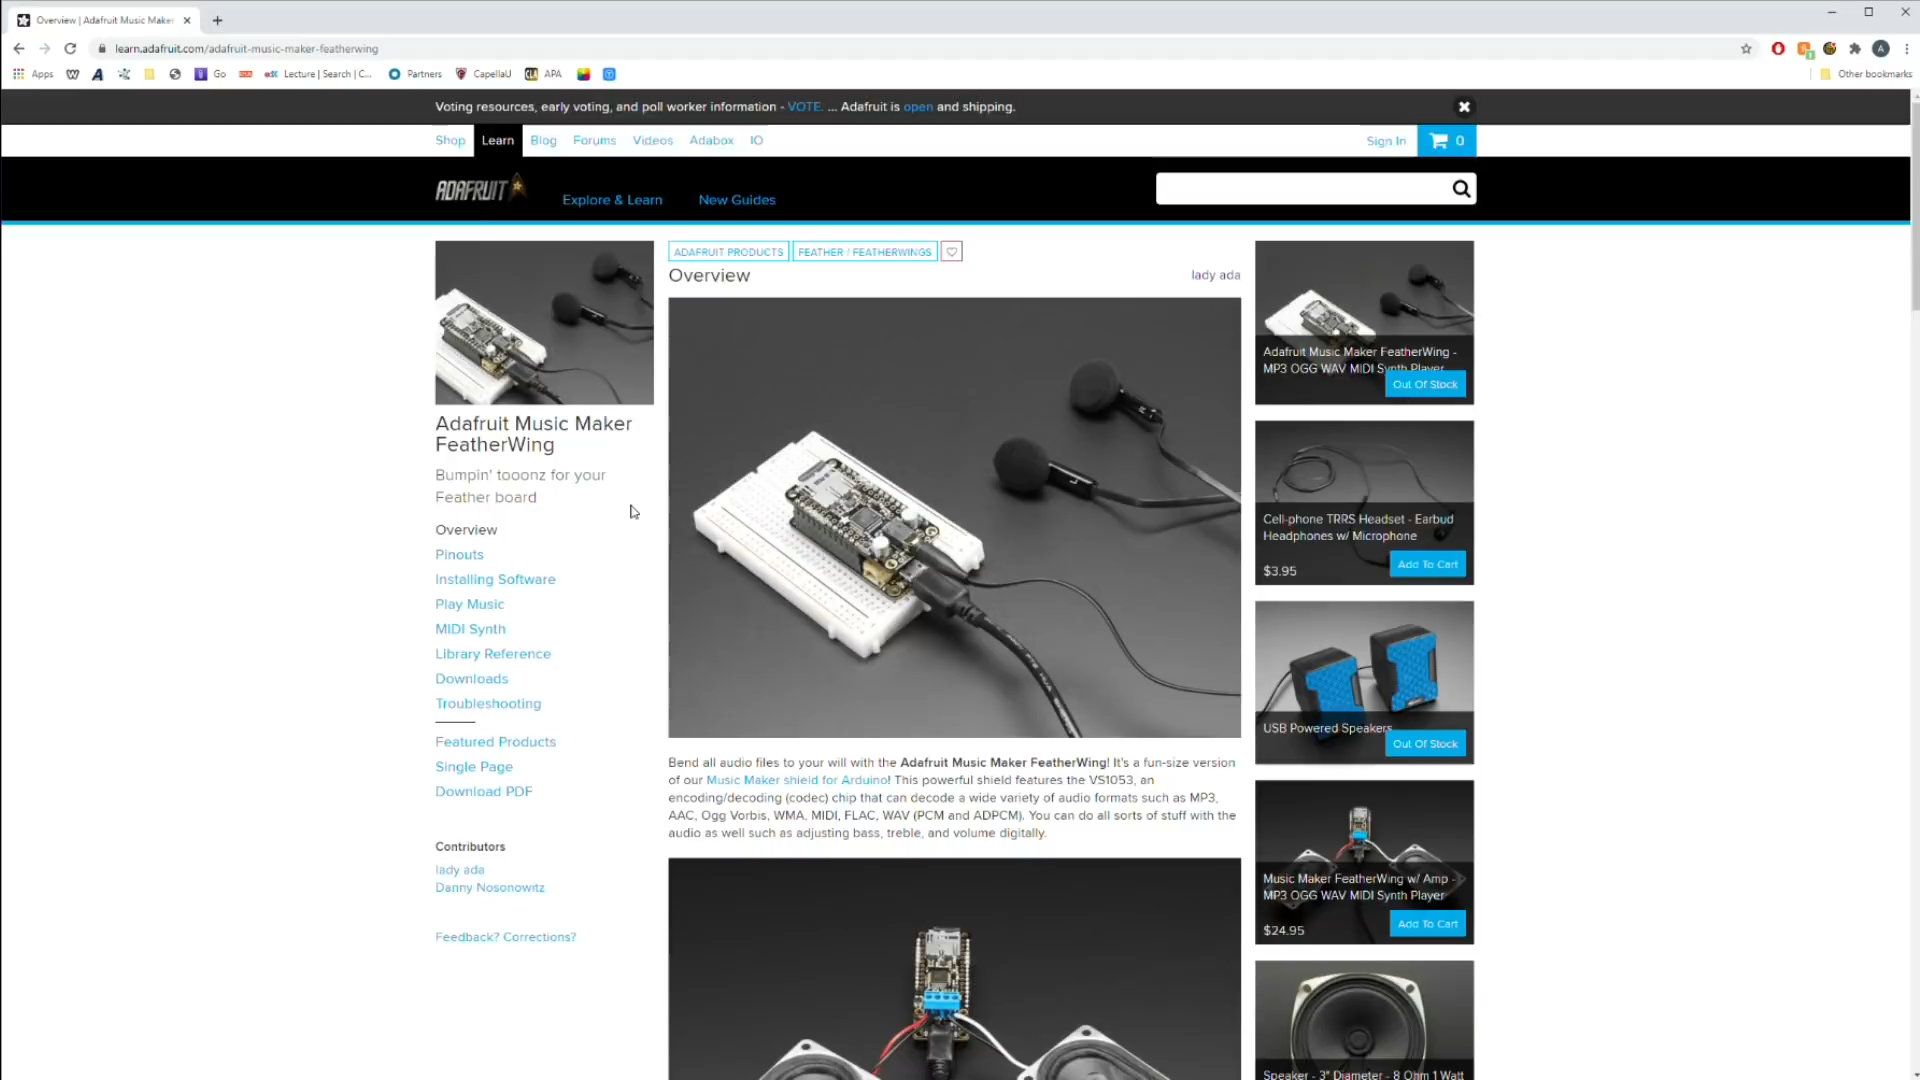 Overview | Adafruit Music Maker
learn.adafruit.com/adafruit-music-maker-featherwing
Apps
Go
Lecture | Search | C...
Partners
CapellaU
APA
Other bookmarks
Voting resources, early voting, and poll worker information - VOTE. ... Adafruit is open and shipping.
Shop Learn Blog Forums Videos Adabox IO
Sign In 0
ADAFRUIT
Explore & Learn New Guides
Adafruit Music Maker
FeatherWing
Bumpin' tooonz for your
Feather board
Overview
Pinouts
Installing Software
Play Music
MIDI Synth
Library Reference
Downloads
Troubleshooting
Featured Products
Single Page
Download PDF
Contributors
lady ada
Danny Nosonowitz
Feedback? Corrections?
ADAFRUIT PRODUCTS FEATHER / FEATHERWINGS
Overview
lady ada
Bend all audio files to your will with the Adafruit Music Maker FeatherWing! It's a fun-size version
of our Music Maker shield for Arduino! This powerful shield features the VS1053, an
encoding/decoding (codec) chip that can decode a wide variety of audio formats such as MP3,
AAC, Ogg Vorbis, WMA, MIDI, FLAC, WAV (PCM and ADPCM). You can do all sorts of stuff with the
audio as well such as adjusting bass, treble, and volume digitally.
Adafruit Music Maker FeatherWing -
MP3 OGG WAV MIDI Synth Player
Out Of Stock
Cell-phone TRRS Headset - Earbud
Headphones w/ Microphone
$3.95
Add To Cart
USB Powered Speakers
Out Of Stock
Music Maker FeatherWing w/ Amp -
MP3 OGG WAV MIDI Synth Player
$24.95
Add To Cart
Speaker - 3" Diameter - 8 Ohm 1 Watt